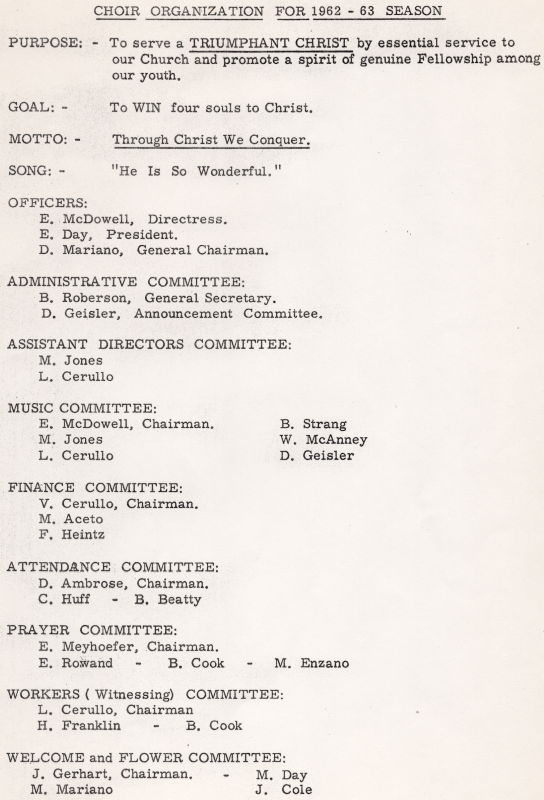 CHOIR ORGANIZATION FOR 1962 - 63 SEASON
PURPOSE: - To serve a TRIUMPHANT CHRIST by essential service to
our Church and promote a spirit of genuine Fellowship among
our youth.
GOAL: - To WIN four souls to Christ.
MOTTO: - Through Christ We Conquer.
SONG: - "He Is So Wonderful."
OFFICERS:
E. McDowell, Directress.
E. Day, President.
D. Mariano, General Chairman.
ADMINISTRATIVE COMMITTEE:
B. Roberson, General Secretary.
D. Geisler, Announcement Committee.
ASSISTANT DIRECTORS COMMITTEE:
M. Jones
L. Cerullo
MUSIC COMMITTEE:
E. McDowell, Chairman. B. Strang
M. Jones W. McAnney
L. Cerullo D. Geisler
FINANCE COMMITTEE:
V. Cerullo, Chairman.
M. Aceto
F. Heintz
ATTENDANCE COMMITTEE:
D. Ambrose, Chairman.
C. Huff - B. Beatty
PRAYER COMMITTEE:
E. Meyhoefer, Chairman.
E. Rowand - B. Cook - M. Enzano
WORKERS ( Witnessing) COMMITTEE:
L. Cerullo, Chairman
H. Franklin - B. Cook
WELCOME and FLOWER COMMITTEE:
J. Gerhart, Chairman. - M. Day
M. Mariano J. Cole